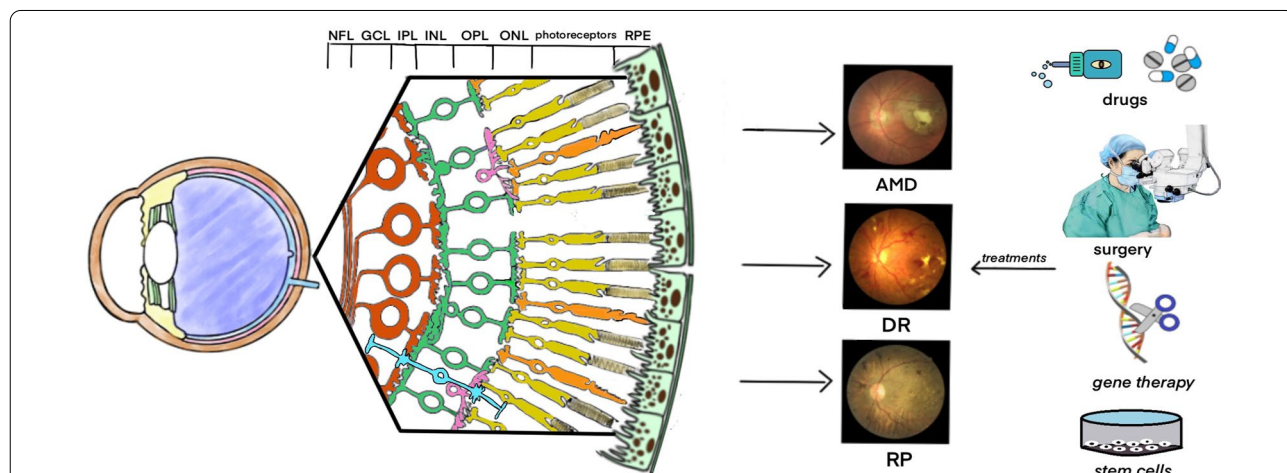 NFL GCL IPL INL OPL ONL photoreceptors RPE
drugs
AMD
surgery
treatments
DR
gene therapy
RP
stem cells